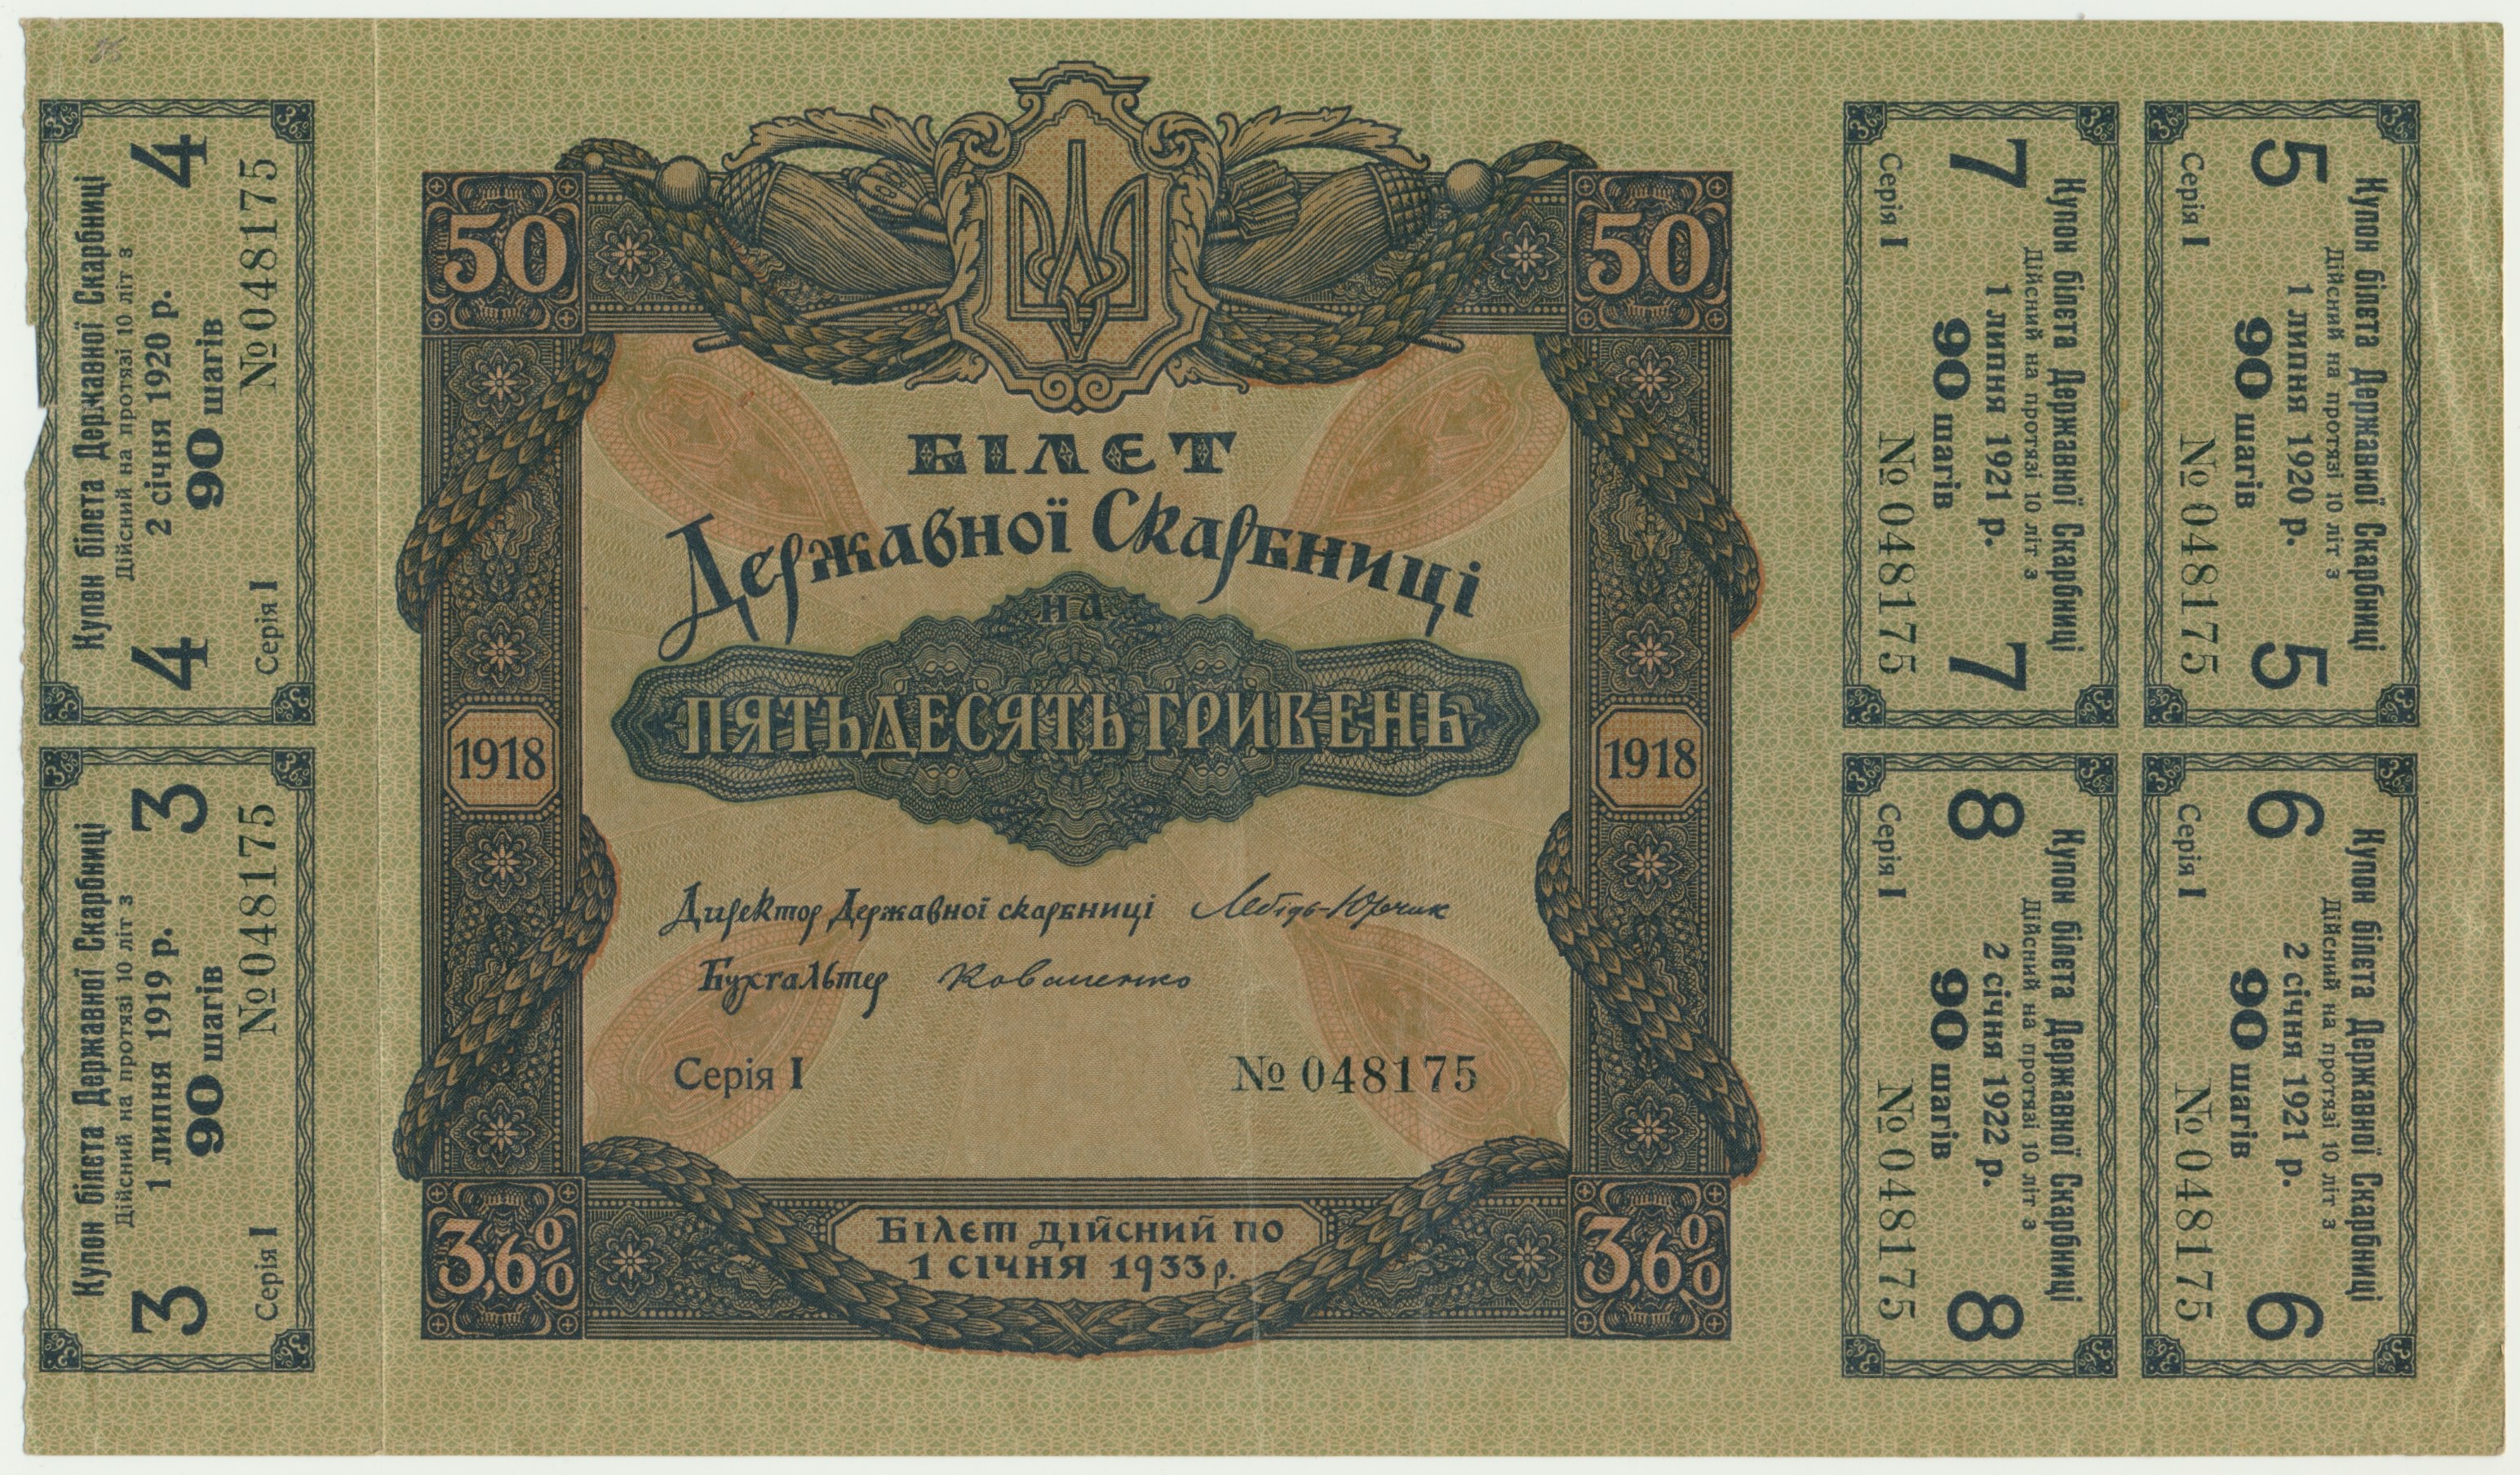 Купон білета Державної Скарбниці
Дійсний на протязі 10 літ з
4 2 січня 1920 р. 4
90 шагів
Серія I № 048175
Купон білета Державної Скарбниці
Дійсний на протязі 10 літ з
3 1 липня 1919 р. 3
90 шагів
Серія I № 048175
50 50
БІЛЕТ
Державної Скарбниці
на
ПЯТЬДЕСЯТЬ ГРИВЕНЬ
1918 1918
Директор Державної скарбниці Лебідь-Юрчик
Бухгальтер Коваленко
Серія I № 048175
3,6% 3,6%
Білет дійсний по
1 січня 1933 р.
Купон білета Державної Скарбниці
Дійсний на протязі 10 літ з
7 1 липня 1921 р. 7
90 шагів
Серія I № 048175
Купон білета Державної Скарбниці
Дійсний на протязі 10 літ з
5 1 липня 1920 р. 5
90 шагів
Серія I № 048175
Купон білета Державної Скарбниці
Дійсний на протязі 10 літ з
8 2 січня 1922 р. 8
90 шагів
Серія I № 048175
Купон білета Державної Скарбниці
Дійсний на протязі 10 літ з
6 2 січня 1921 р. 6
90 шагів
Серія I № 048175